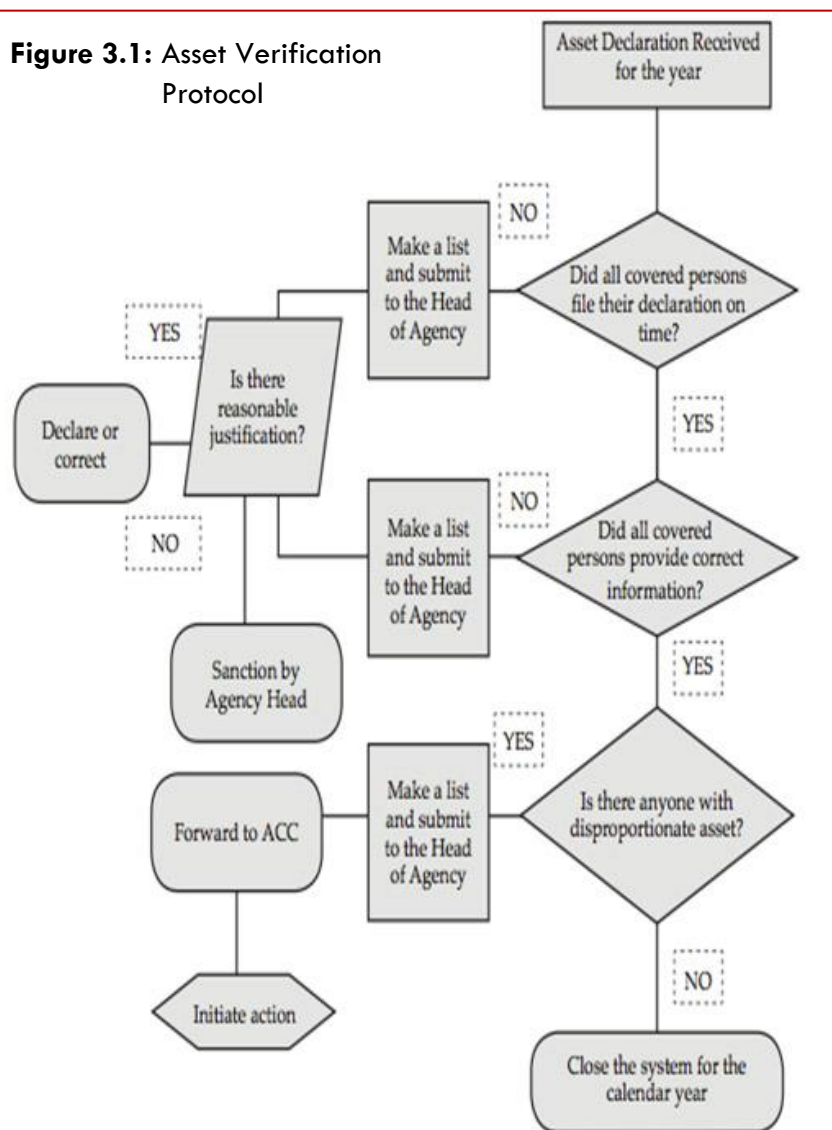 Figure 3.1: Asset Verification
Protocol
Asset Declaration Received
for the year
NO
Make a list
and submit
to the Head
of Agency
Did all covered persons
file their declaration on
time?
YES
Is there
reasonable
justification?
Declare or
correct
YES
NO
NO
Make a list
and submit
to the Head
of Agency
Did all covered
persons provide correct
information?
Sanction by
Agency Head
YES
YES
Make a list
and submit
to the Head
of Agency
Is there anyone with
disproportionate asset?
Forward to ACC
NO
Initiate action
Close the system for the
calendar year